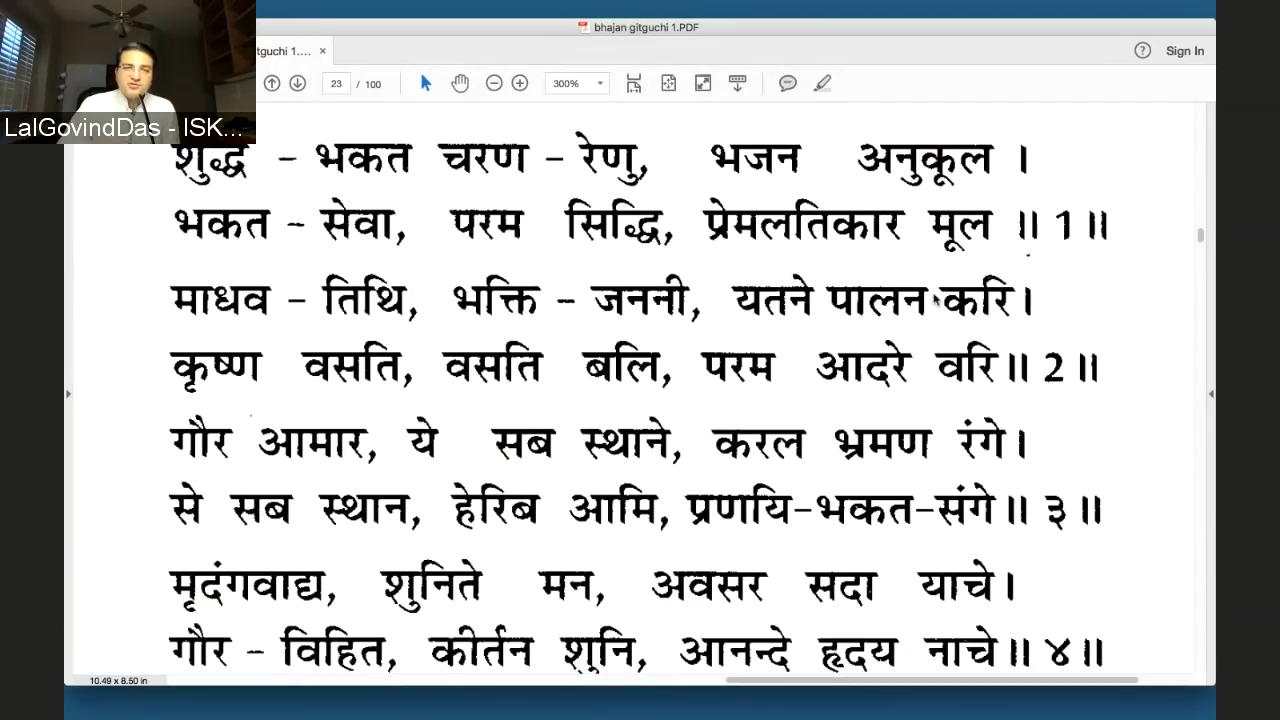 bhajan gitguchi 1.PDF
tguchi 1.... ×
Sign In
23 / 100
300%
LalGovindDas - ISK...
शुद्ध - भकत चरण - रेणु, भजन अनुकूल ।
भकत - सेवा, परम सिद्धि, प्रेमलतिकार मूल ॥ 1॥
माधव - तिथि, भक्ति - जननी, यतने पालन करि।
कृष्ण वसति, वसति बलि, परम आदरे वरि॥ 2॥
गौर आमार, ये सब स्थाने, करल भ्रमण रंगे।
से सब स्थान, हेरिब आमि, प्रणयि-भकत-संगे॥ ३॥
मृदंगवाद्य, शुनिते मन, अवसर सदा याचे।
गौर - विहित, कीर्तन शुनि, आनन्दे हृदय नाचे॥ ४॥
10.49 x 8.50 in